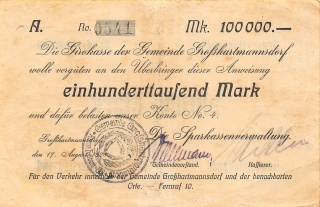 A. No. 0541 Mk. 100000.—
Die Girokasse der Gemeinde Großhartmannsdorf
wolle vergüten an den Überbringer dieser Anweisung
einhunderttausend Mark
und dafür belasten unser Konto No. 4.
Großhartmannsdorf Die Sparkassenverwaltung.
den 17. August
Gemeindevorstand. Kassierer.
Für den Verkehr innerhalb der Gemeinde Großhartmannsdorf und der benachbarten
Orte. Fernruf 10.